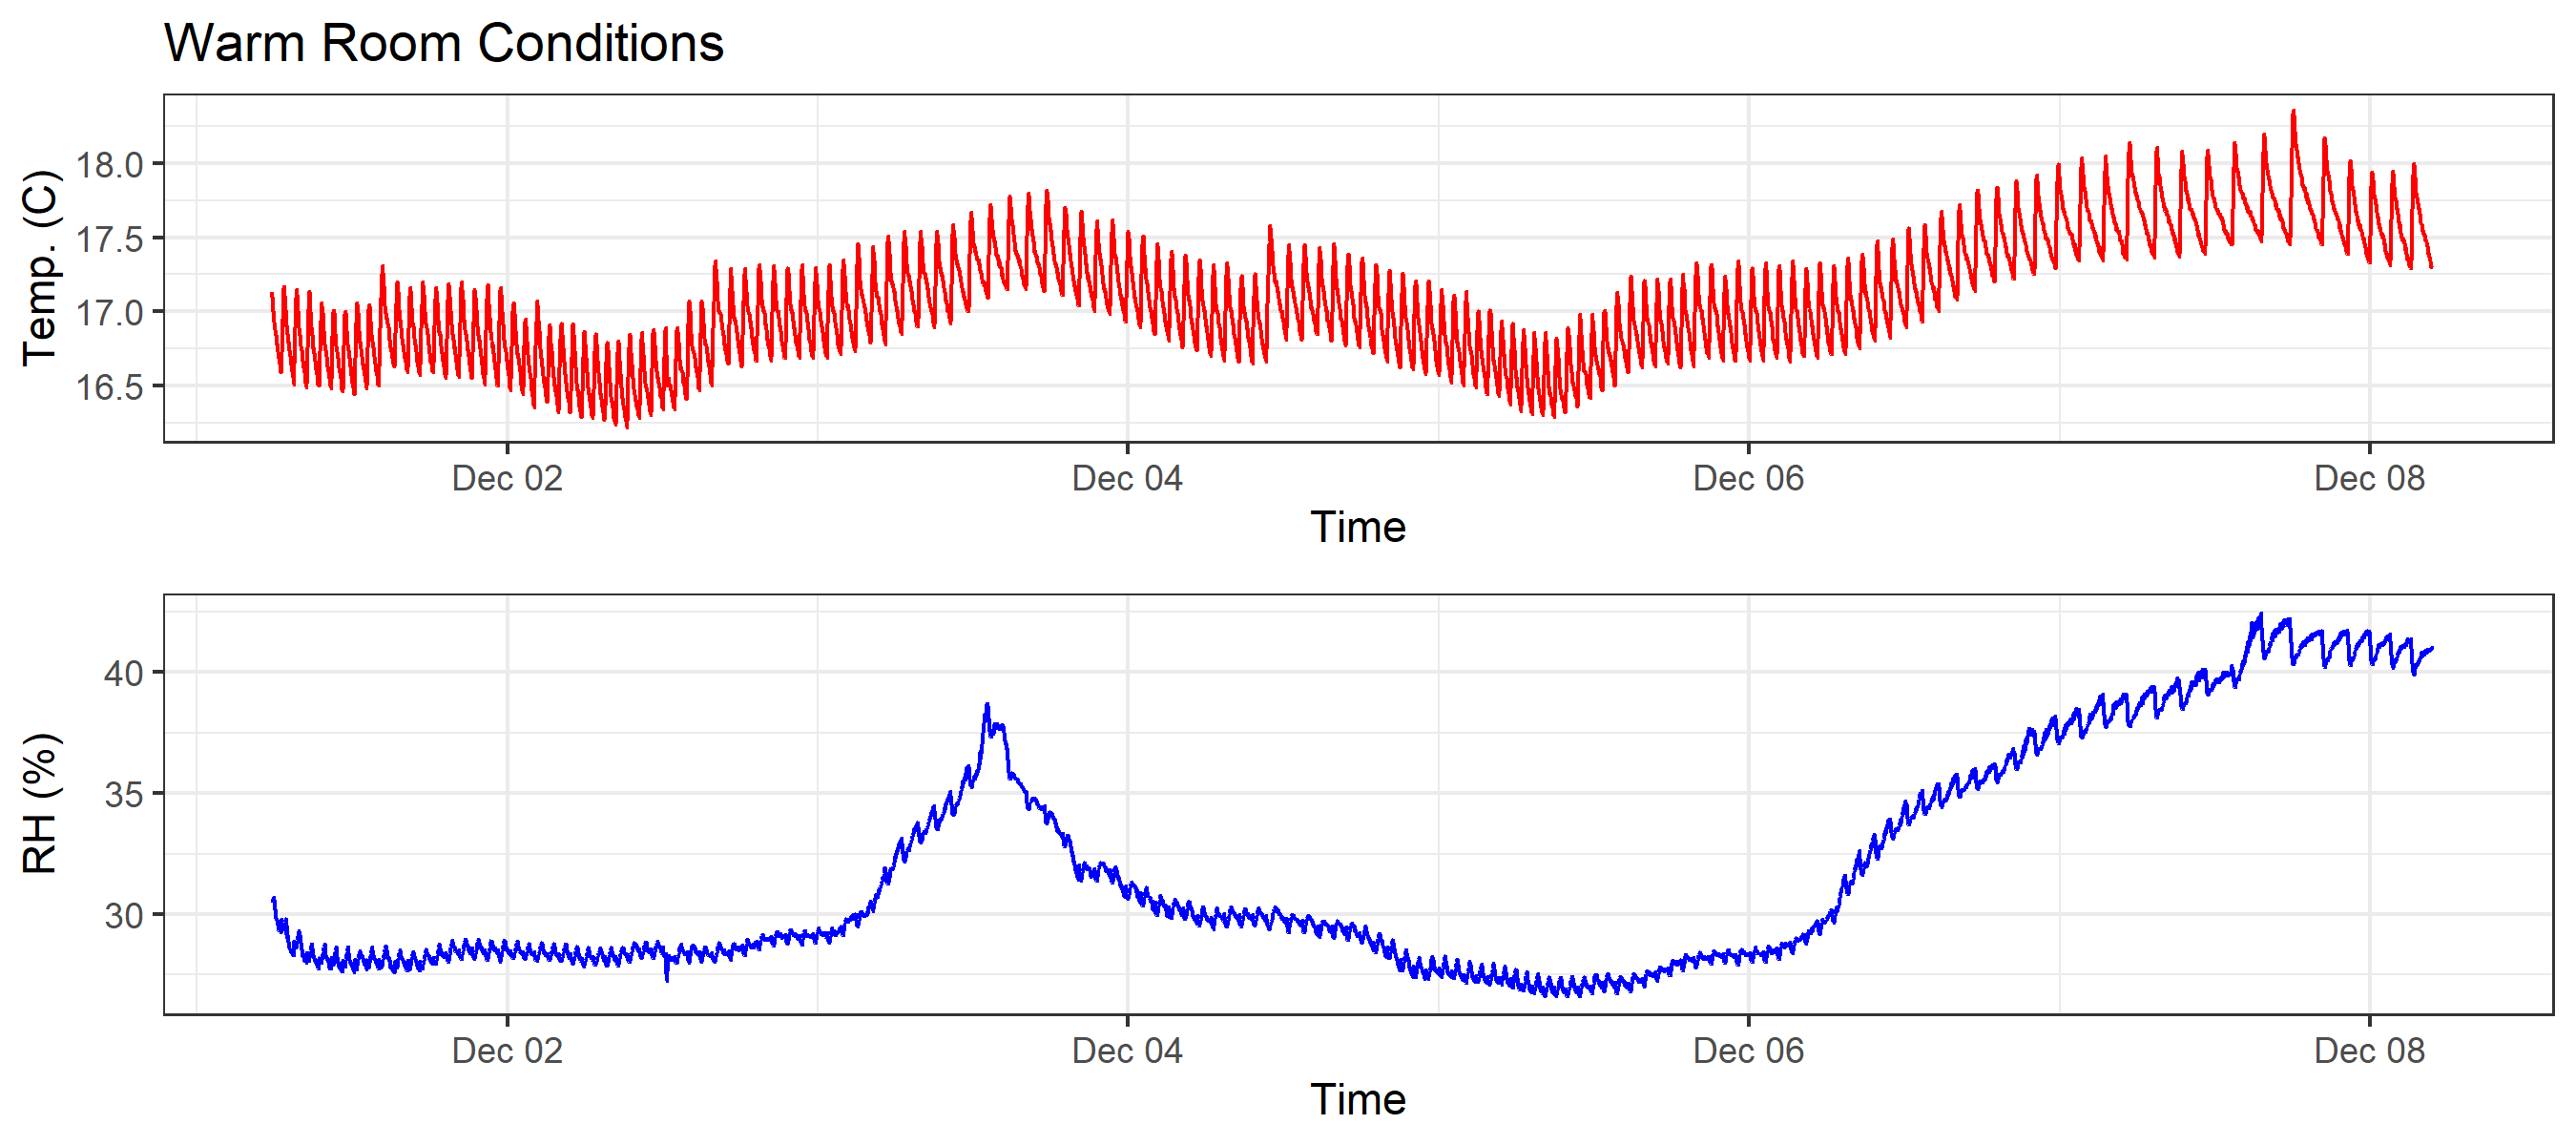 Warm Room Conditions
Temp. (C)
18.0
17.5
17.0
16.5
Dec 02 Dec 04 Dec 06 Dec 08
Time
RH (%)
40
35
30
Dec 02 Dec 04 Dec 06 Dec 08
Time